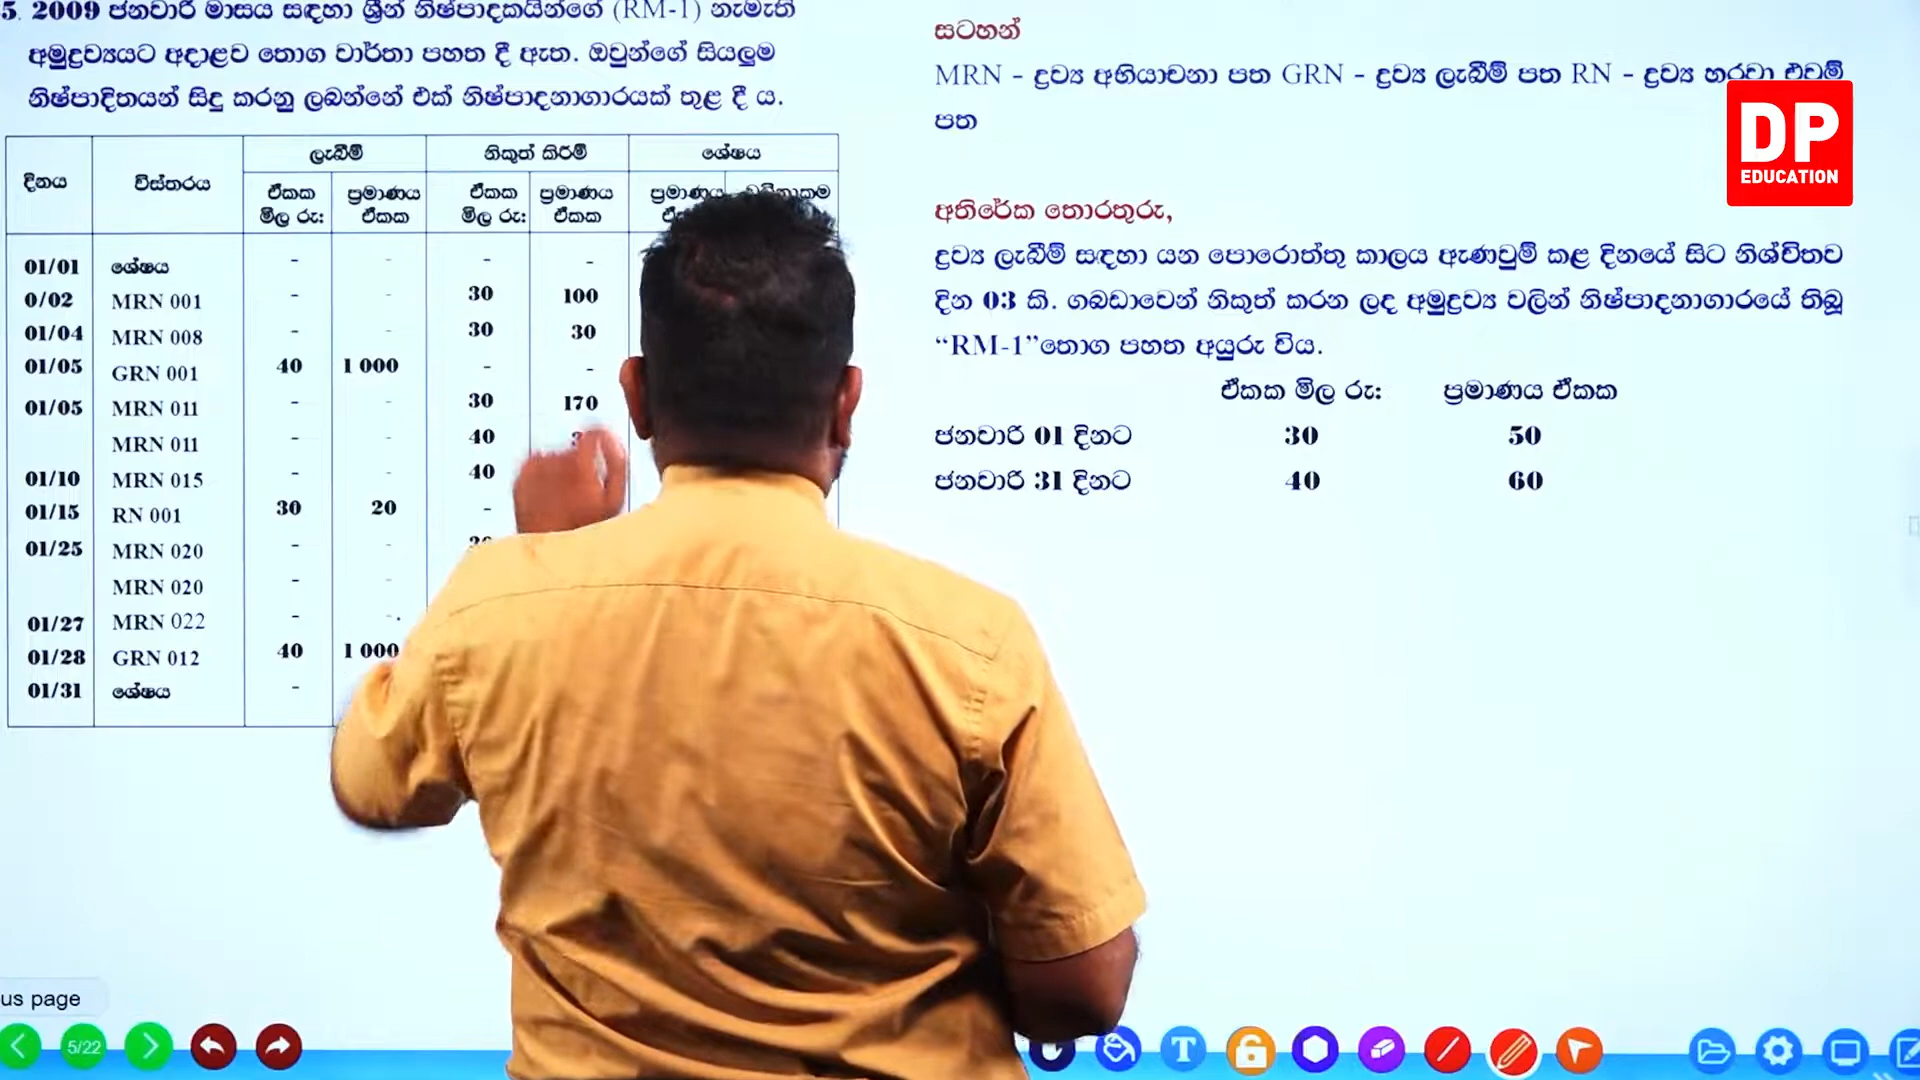 5. 2009 ජනවාරි මාසය සඳහා ශ්‍රීන් නිෂ්පාදකයින්ගේ (RM-1) නැමැති
අමුද්‍රව්‍යයට අදාළව තොග වාර්තා පහත දී ඇත. ඔවුන්ගේ සියලුම
නිෂ්පාදිතයන් සිදු කරනු ලබන්නේ එක් නිෂ්පාදනාගාරයක් තුළ දී ය.
දිනය විස්තරය ලැබීම් නිකුත් කිරීම් ශේෂය
ඒකක ප්‍රමාණය ඒකක ප්‍රමාණය ප්‍රමාණය
මිල රු: ඒකක මිල රු: ඒකක
01/01 ශේෂය - - - -
0/02 MRN 001 - - 30 100
01/04 MRN 008 - - 30 30
01/05 GRN 001 40 1 000 - -
01/05 MRN 011 - - 30 170
MRN 011 - - 40
01/10 MRN 015 - - 40
01/15 RN 001 30 20 -
01/25 MRN 020 - -
MRN 020 - -
01/27 MRN 022 - -
01/28 GRN 012 40 1 000
01/31 ශේෂය -
සටහන්
MRN - ද්‍රව්‍ය අභියාචනා පත GRN - ද්‍රව්‍ය ලැබීම් පත RN - ද්‍රව්‍ය හරවා එවම්
පත
අතිරේක තොරතුරු,
ද්‍රව්‍ය ලැබීම් සඳහා යන පොරොත්තු කාලය ඇණවුම් කළ දිනයේ සිට නිශ්චිතව
දින 03 කි. ගබඩාවෙන් නිකුත් කරන ලද අමුද්‍රව්‍ය වලින් නිෂ්පාදනාගාරයේ තිබූ
“RM-1”තොග පහත අයුරු විය.
ඒකක මිල රු: ප්‍රමාණය ඒකක
ජනවාරි 01 දිනට 30 50
ජනවාරි 31 දිනට 40 60
DP
EDUCATION
us page
5/22
T